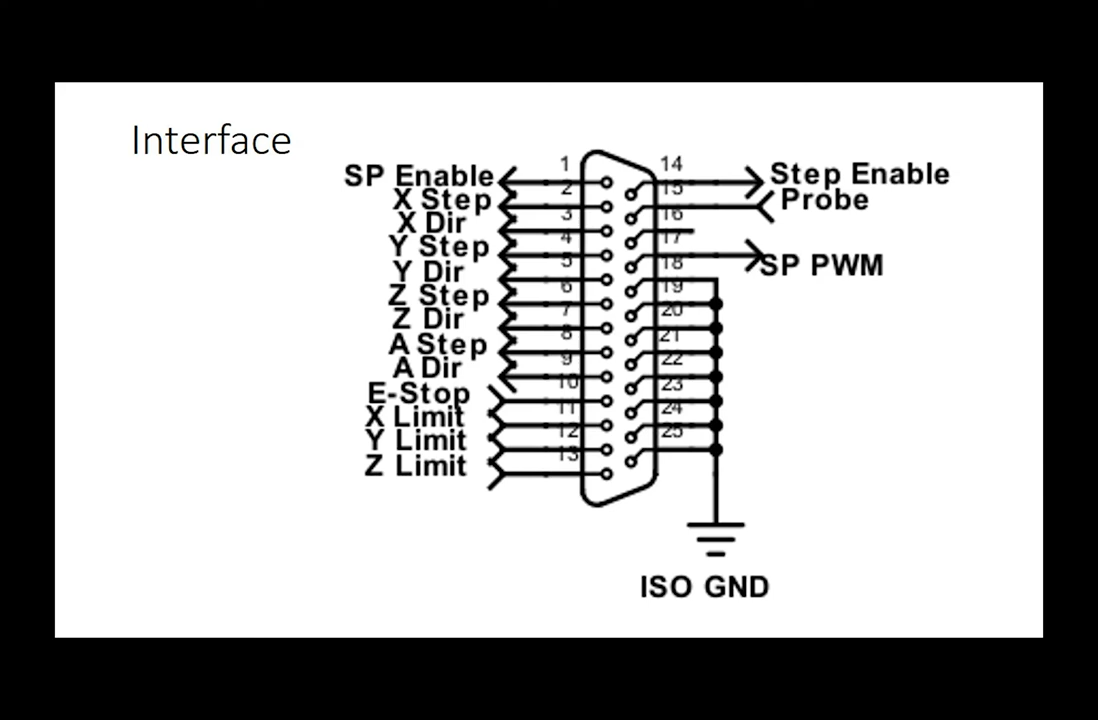 Interface
SP Enable
X Step
X Dir
Y Step
Y Dir
Z Step
Z Dir
A Step
A Dir
E-Stop
X Limit
Y Limit
Z Limit
1
2
3
4
5
6
7
8
9
10
11
12
13
14
15
16
17
18
19
20
21
22
23
24
25
Step Enable
Probe
SP PWM
ISO GND